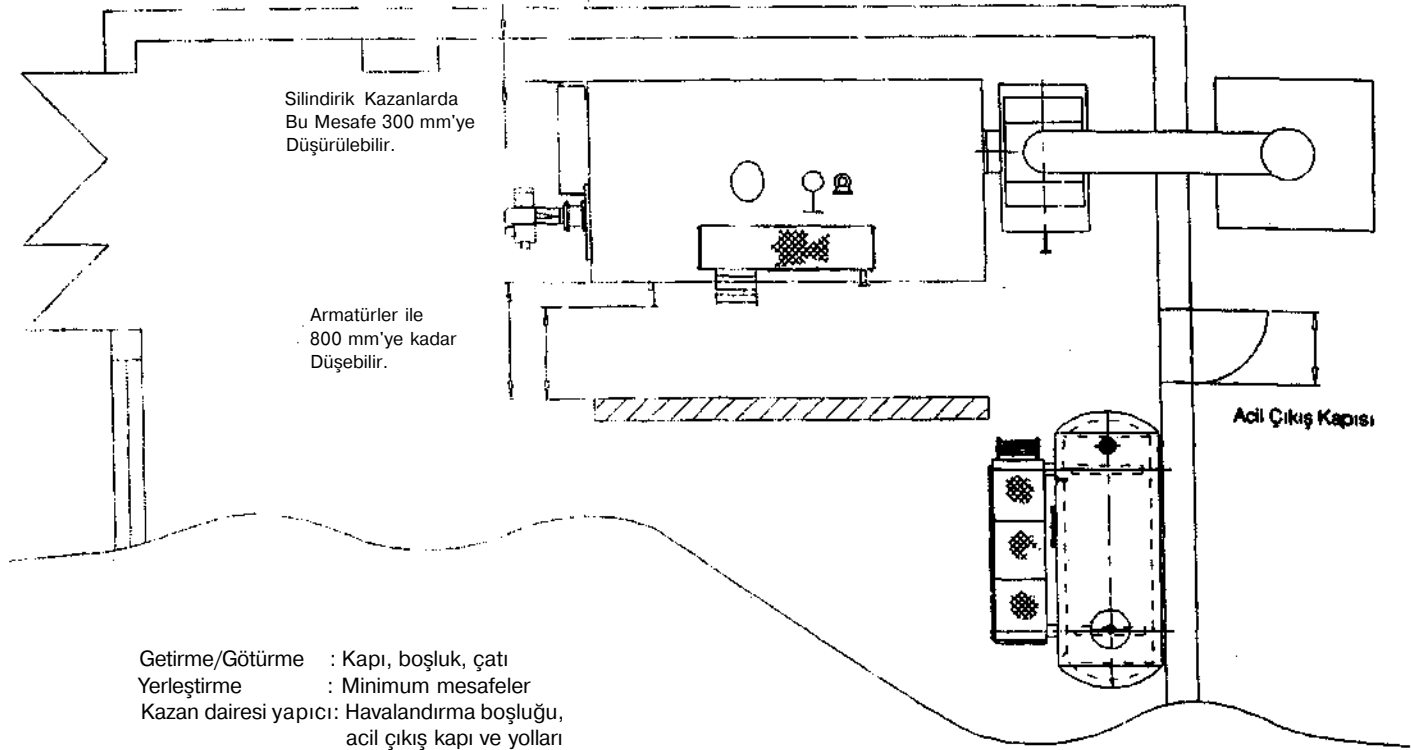 Silindirik Kazanlarda
Bu Mesafe 300 mm'ye
Düşürülebilir.
Armatürler ile
800 mm'ye kadar
Düşebilir.
Acil Çıkış Kapısı
Getirme/Götürme : Kapı, boşluk, çatı
Yerleştirme : Minimum mesafeler
Kazan dairesi yapıcı: Havalandırma boşluğu,
acil çıkış kapı ve yolları